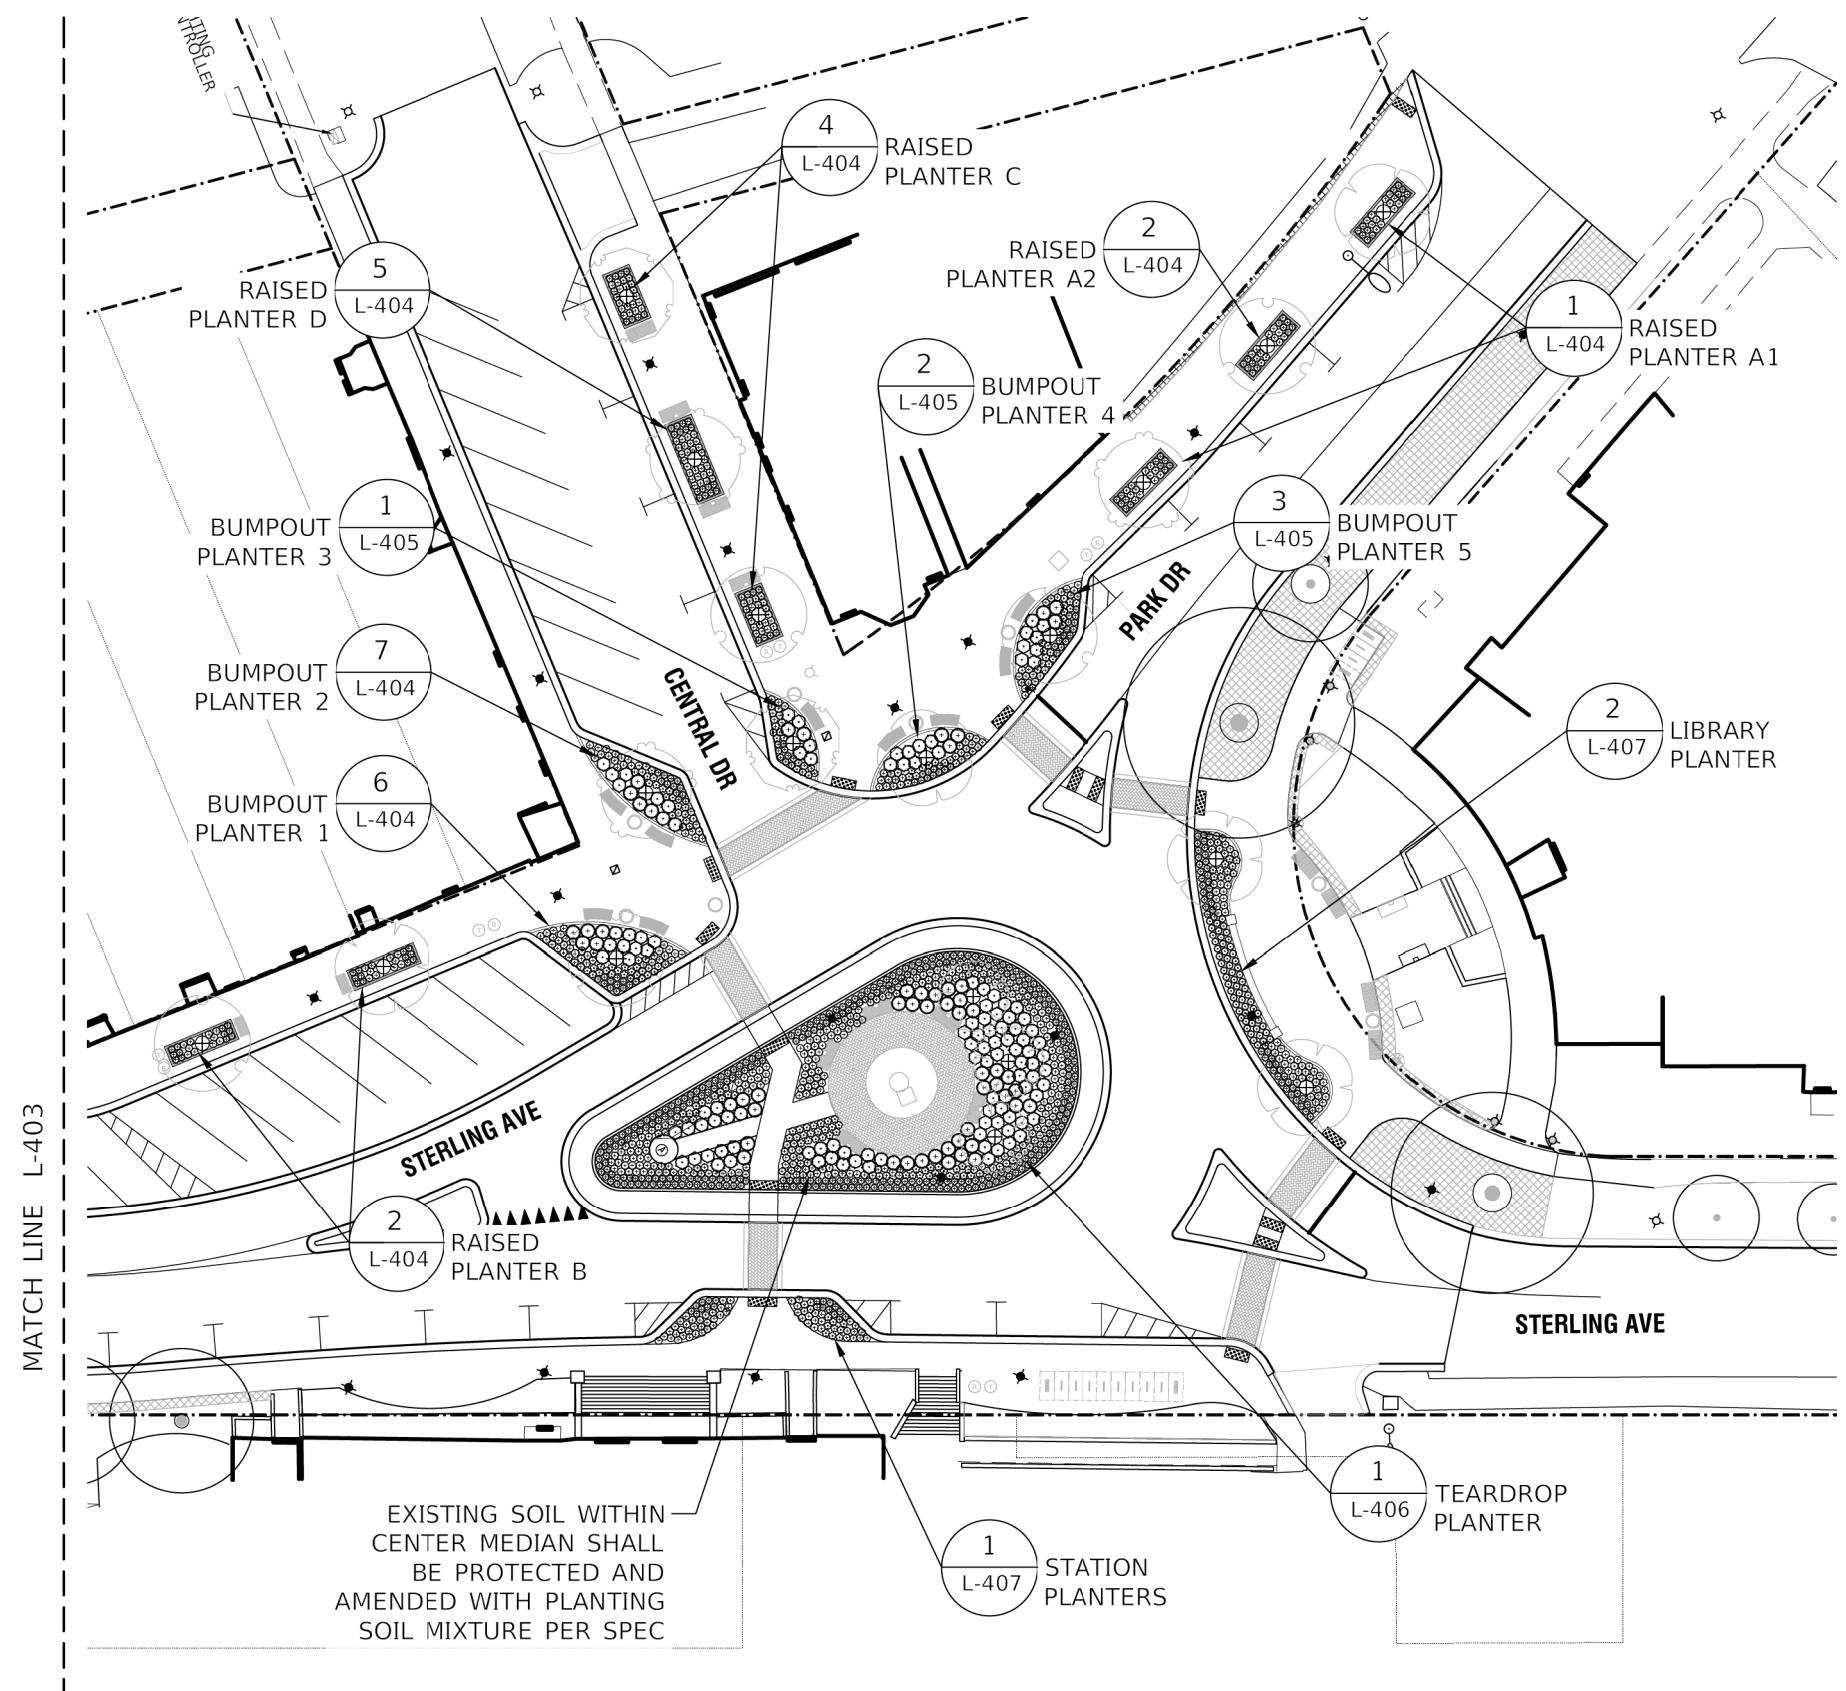 4
L-404
RAISED
PLANTER C
2
L-404
RAISED
PLANTER A2
5
L-404
RAISED
PLANTER D
1
L-404
RAISED
PLANTER A1
2
L-405
BUMPOUT
PLANTER 4
1
L-405
BUMPOUT
PLANTER 3
3
L-405
BUMPOUT
PLANTER 5
PARK DR
7
L-404
BUMPOUT
PLANTER 2
CENTRAL DR
2
L-407
LIBRARY
PLANTER
6
L-404
BUMPOUT
PLANTER 1
STERLING AVE
MATCH LINE L-403
2
L-404
RAISED
PLANTER B
STERLING AVE
1
L-406
TEARDROP
PLANTER
EXISTING SOIL WITHIN
CENTER MEDIAN SHALL
BE PROTECTED AND
AMENDED WITH PLANTING
SOIL MIXTURE PER SPEC
1
L-407
STATION
PLANTERS